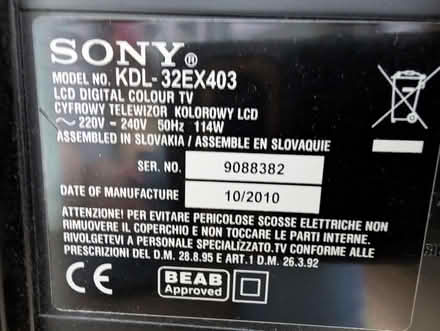 SONY®
MODEL NO. KDL-32EX403
LCD DIGITAL COLOUR TV
CYFROWY TELEWIZOR KOLOROWY LCD
~ 220V – 240V 50Hz 114W
ASSEMBLED IN SLOVAKIA / ASSEMBLE EN SLOVAQUIE
SER. NO. 9088382
DATE OF MANUFACTURE 10/2010
ATTENZIONE! PER EVITARE PERICOLOSE SCOSSE ELETTRICHE NON
RIMUOVERE IL COPERCHIO E NON TOCCARE LE PARTI INTERNE.
RIVOLGETEVI A PERSONALE SPECIALIZZATO.TV CONFORME ALLE
PRESCRIZIONI DEL D.M. 28.8.95 E ART.1 D.M. 26.3.92
CE
BEAB
Approved